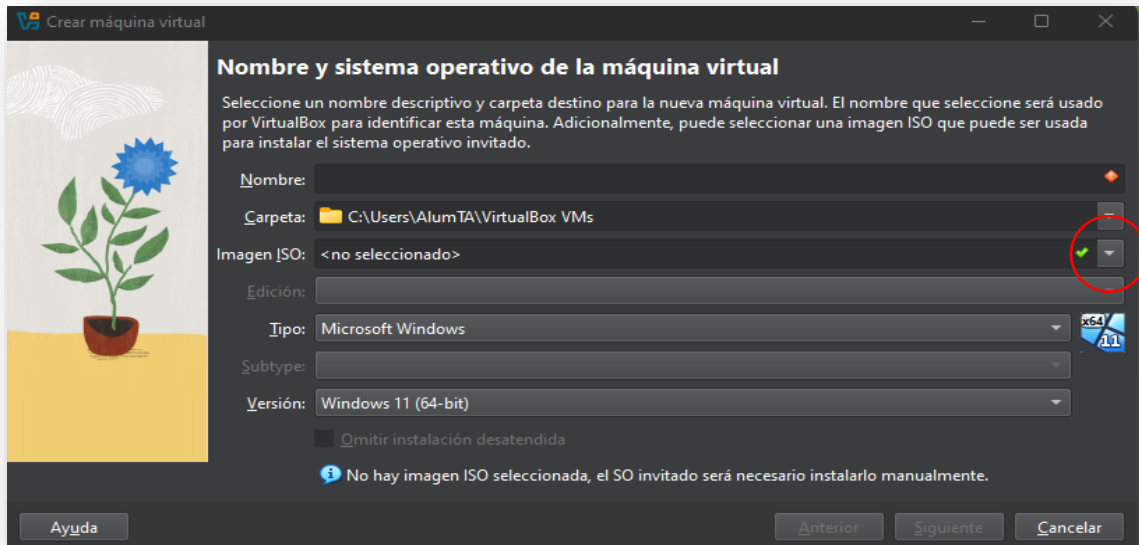 Crear máquina virtual
Nombre y sistema operativo de la máquina virtual
Seleccione un nombre descriptivo y carpeta destino para la nueva máquina virtual. El nombre que seleccione será usado
por VirtualBox para identificar esta máquina. Adicionalmente, puede seleccionar una imagen ISO que puede ser usada
para instalar el sistema operativo invitado.
Nombre:
Carpeta: C:\Users\AlumTA\VirtualBox VMs
Imagen ISO: <no seleccionado>
Edición:
Tipo: Microsoft Windows
x64
11
Subtype:
Versión: Windows 11 (64-bit)
Omitir instalación desatendida
No hay imagen ISO seleccionada, el SO invitado será necesario instalarlo manualmente.
Ayuda Anterior Siguiente Cancelar